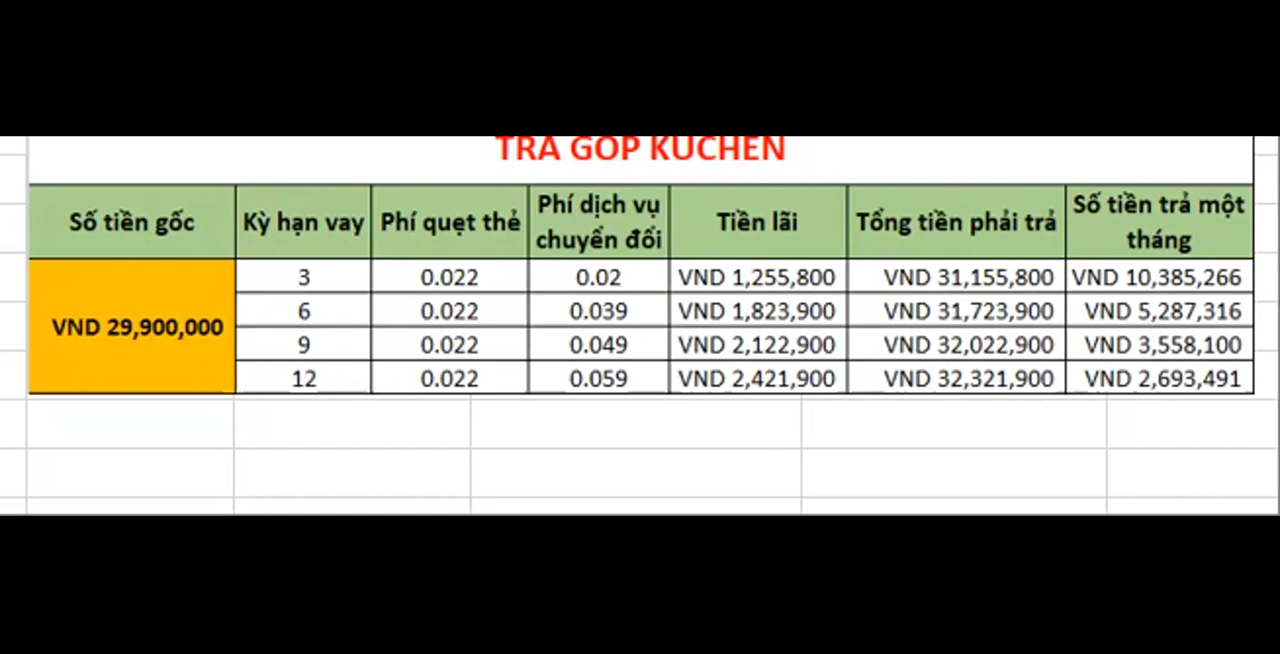 TRẢ GÓP KUCHEN
Số tiền gốc Kỳ hạn vay Phí quẹt thẻ Phí dịch vụ chuyển đổi Tiền lãi Tổng tiền phải trả Số tiền trả một tháng
VND 29,900,000
3 0.022 0.02 VND 1,255,800 VND 31,155,800 VND 10,385,266
6 0.022 0.039 VND 1,823,900 VND 31,723,900 VND 5,287,316
9 0.022 0.049 VND 2,122,900 VND 32,022,900 VND 3,558,100
12 0.022 0.059 VND 2,421,900 VND 32,321,900 VND 2,693,491